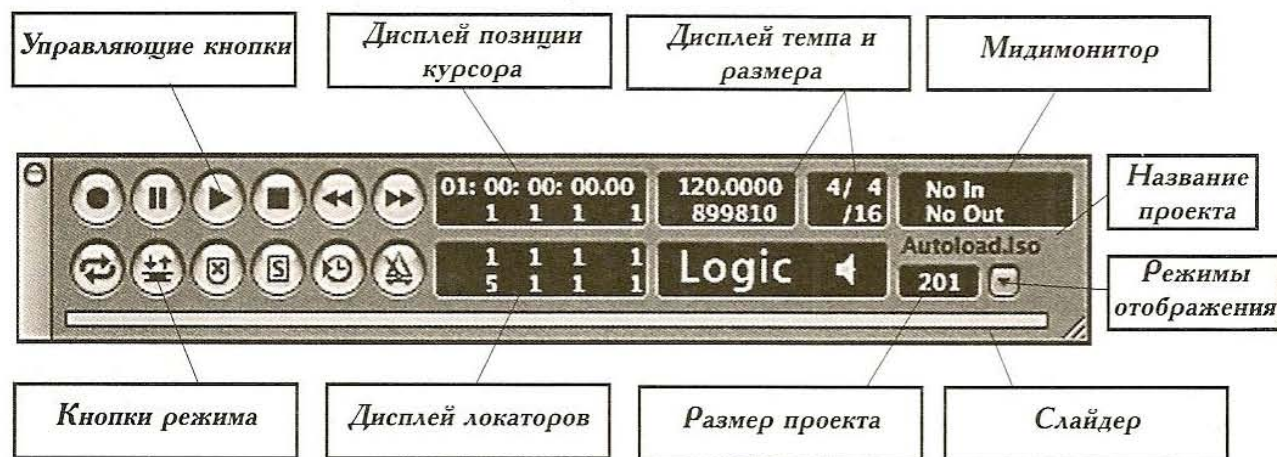 Управляющие кнопки
Дисплей позиции
курсора
Дисплей темпа и
размера
Мидимонитор
01: 00: 00: 00.00
1 1 1 1
120.0000
899810
4/ 4
/16
No In
No Out
Название
проекта
1 1 1 1
5 1 1 1
Logic
Autoload.lso
201
Режимы
отображения
Кнопки режима
Дисплей локаторов
Размер проекта
Слайдер